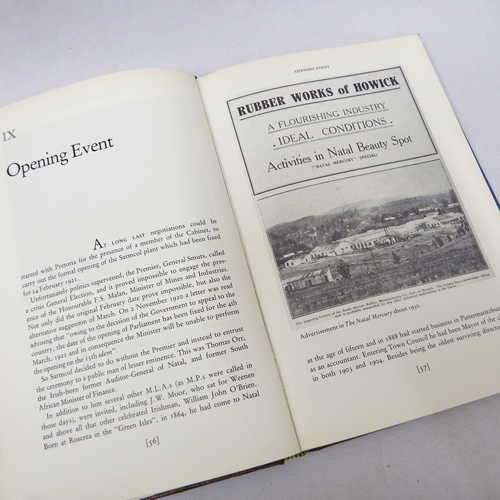 IX
Opening Event
AT LONG LAST negotiations could be
started with Pretoria for the presence of a member of the Cabinet, to
carry out the formal opening of the Sarmcol plant which had been fixed
for 24 February 1921.
Unfortunately politics supervened, the Premier, General Smuts, called
a crisis General Election, and it proved impossible to engage the pres-
ence of the Honourable F.S. Malan, Minister of Mines and Industries.
Not only did the original February date prove impossible, but also the
alternative suggestion of March. On 2 November 1920 a letter was read
advising that "owing to the decision of the Government to appeal to the
country, the date of the opening of Parliament has been fixed for the 4th
March, 1921 and in consequence the Minister will be unable to perform
the opening on the 15th idem."
So Sarmcol decided to do without the Premier and instead to entrust
the ceremony to a public man of lesser eminence. This was Thomas Orr,
the Irish-born former Auditor-General of Natal, and former South
African Minister of Finance.
In addition to him several other M.L.A.s (as M.P.s were called in
those days), were invited, including J.W. Moor, who sat for Weenen
and above all that other celebrated Irishman, William John O'Brien.
Born at Roscrea in the "Green Isles", in 1864, he had come to Natal
[56]
OPENING EVENT
RUBBER WORKS of HOWICK
A FLOURISHING INDUSTRY
. IDEAL CONDITIONS .
Activities in Natal Beauty Spot
"NATAL MERCURY" SPECIAL
Advertisement in The Natal Mercury about 1930.
at the age of fifteen and in 1888 had started business in Pietermaritzburg
as an accountant. Entering Town Council he had been Mayor of the
in both 1903 and 1904. Besides being the oldest surviving director
[57]